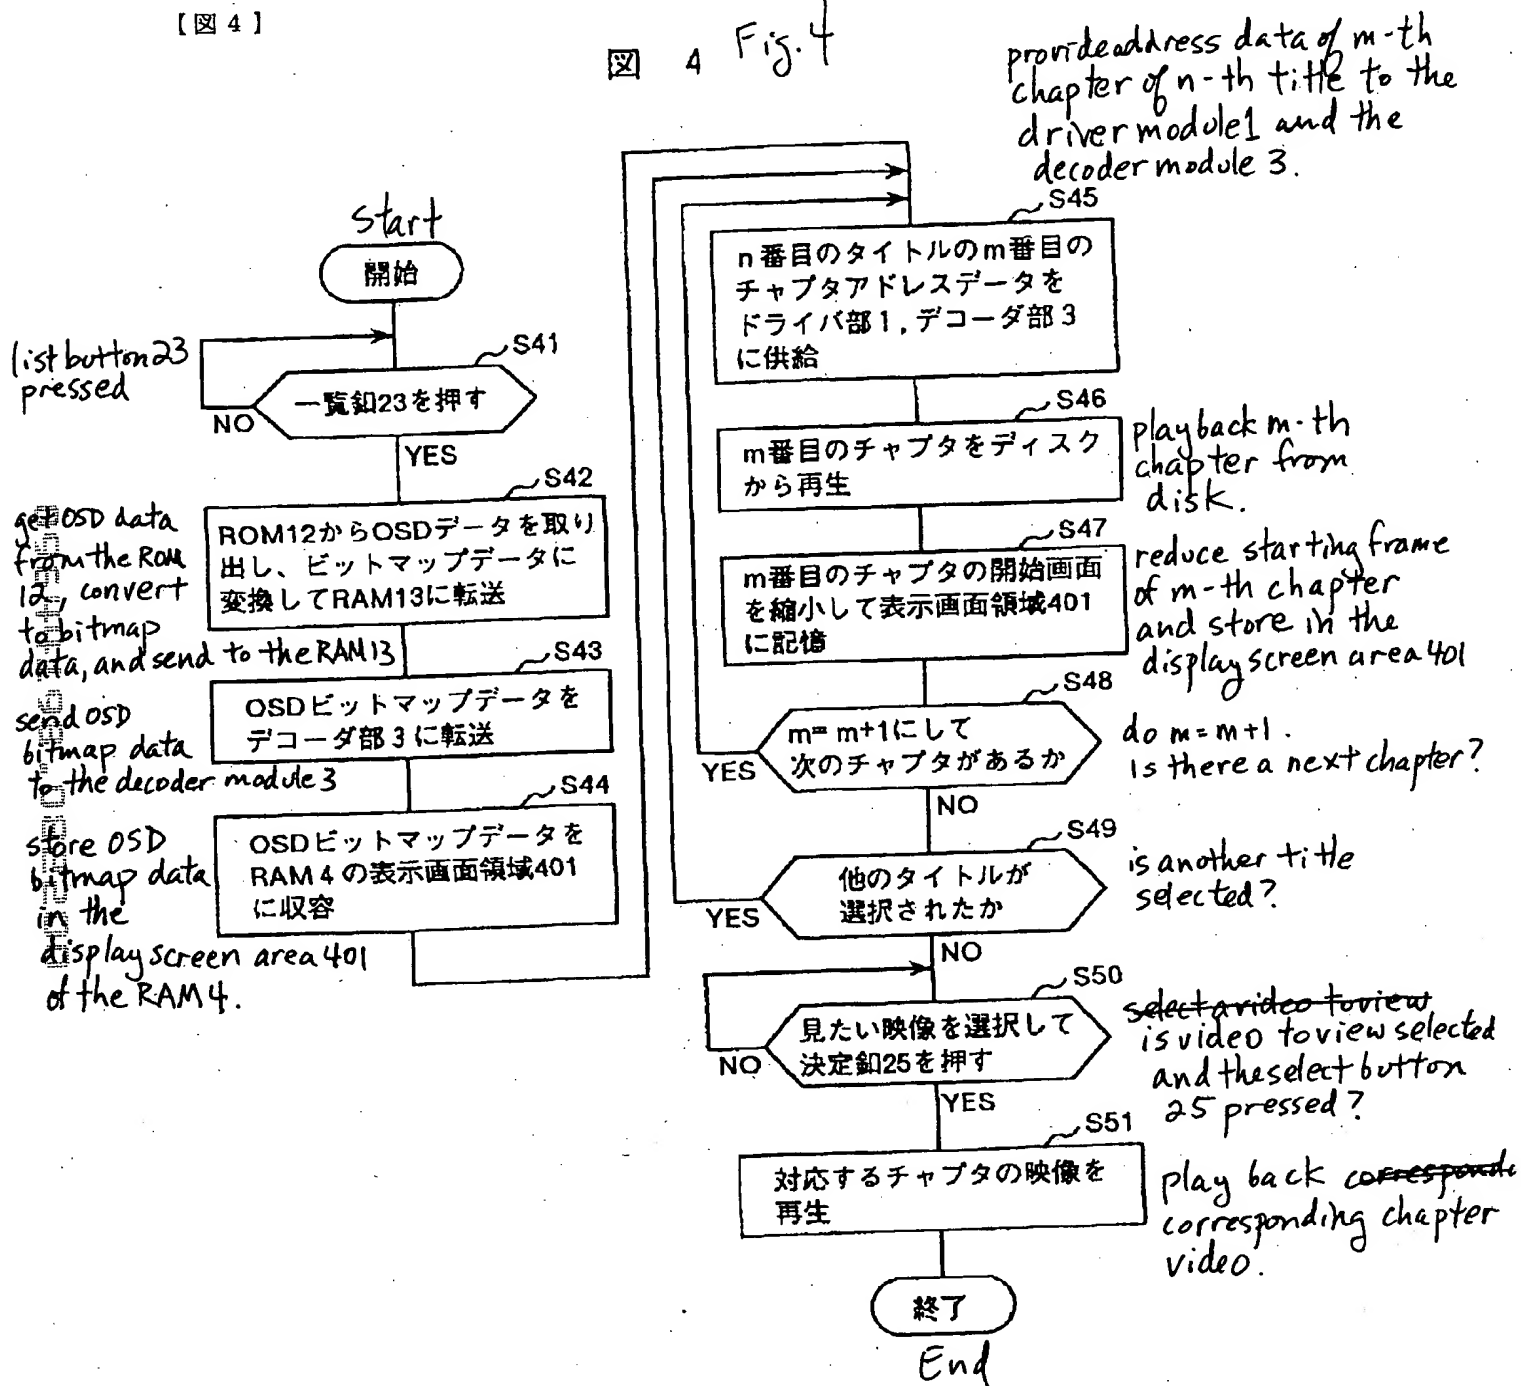 【図4】
図 4
Fig. 4
start
開始
list button 23
pressed
S41
一覧釦23を押す
NO
YES
S42
get OSD data
from the ROM
12, convert
to bitmap
data, and send to the RAM 13
ROM12からOSDデータを取り
出し、ビットマップデータに
変換してRAM13に転送
S43
send OSD
bitmap data
to the decoder module 3
OSDビットマップデータを
デコーダ部3に転送
S44
store OSD
bitmap data
in the
display screen area 401
of the RAM 4.
OSDビットマップデータを
RAM4の表示画面領域401
に収容
provide address data of m-th
chapter of n-th title to the
driver module 1 and the
decoder module 3.
S45
n番目のタイトルのm番目の
チャプタアドレスデータを
ドライバ部1,デコーダ部3
に供給
S46
m番目のチャプタをディスク
から再生
playback m-th
chapter from
disk.
S47
m番目のチャプタの開始画面
を縮小して表示画面領域401
に記憶
reduce starting frame
of m-th chapter
and store in the
display screen area 401
S48
m=m+1にして
次のチャプタがあるか
YES
NO
do m=m+1.
is there a next chapter?
S49
他のタイトルが
選択されたか
YES
NO
is another title
selected?
S50
見たい映像を選択して
決定釦25を押す
NO
YES
select a video to view
is video to view selected
and the select button
25 pressed?
S51
対応するチャプタの映像を
再生
play back correspond
corresponding chapter
video.
終了
End